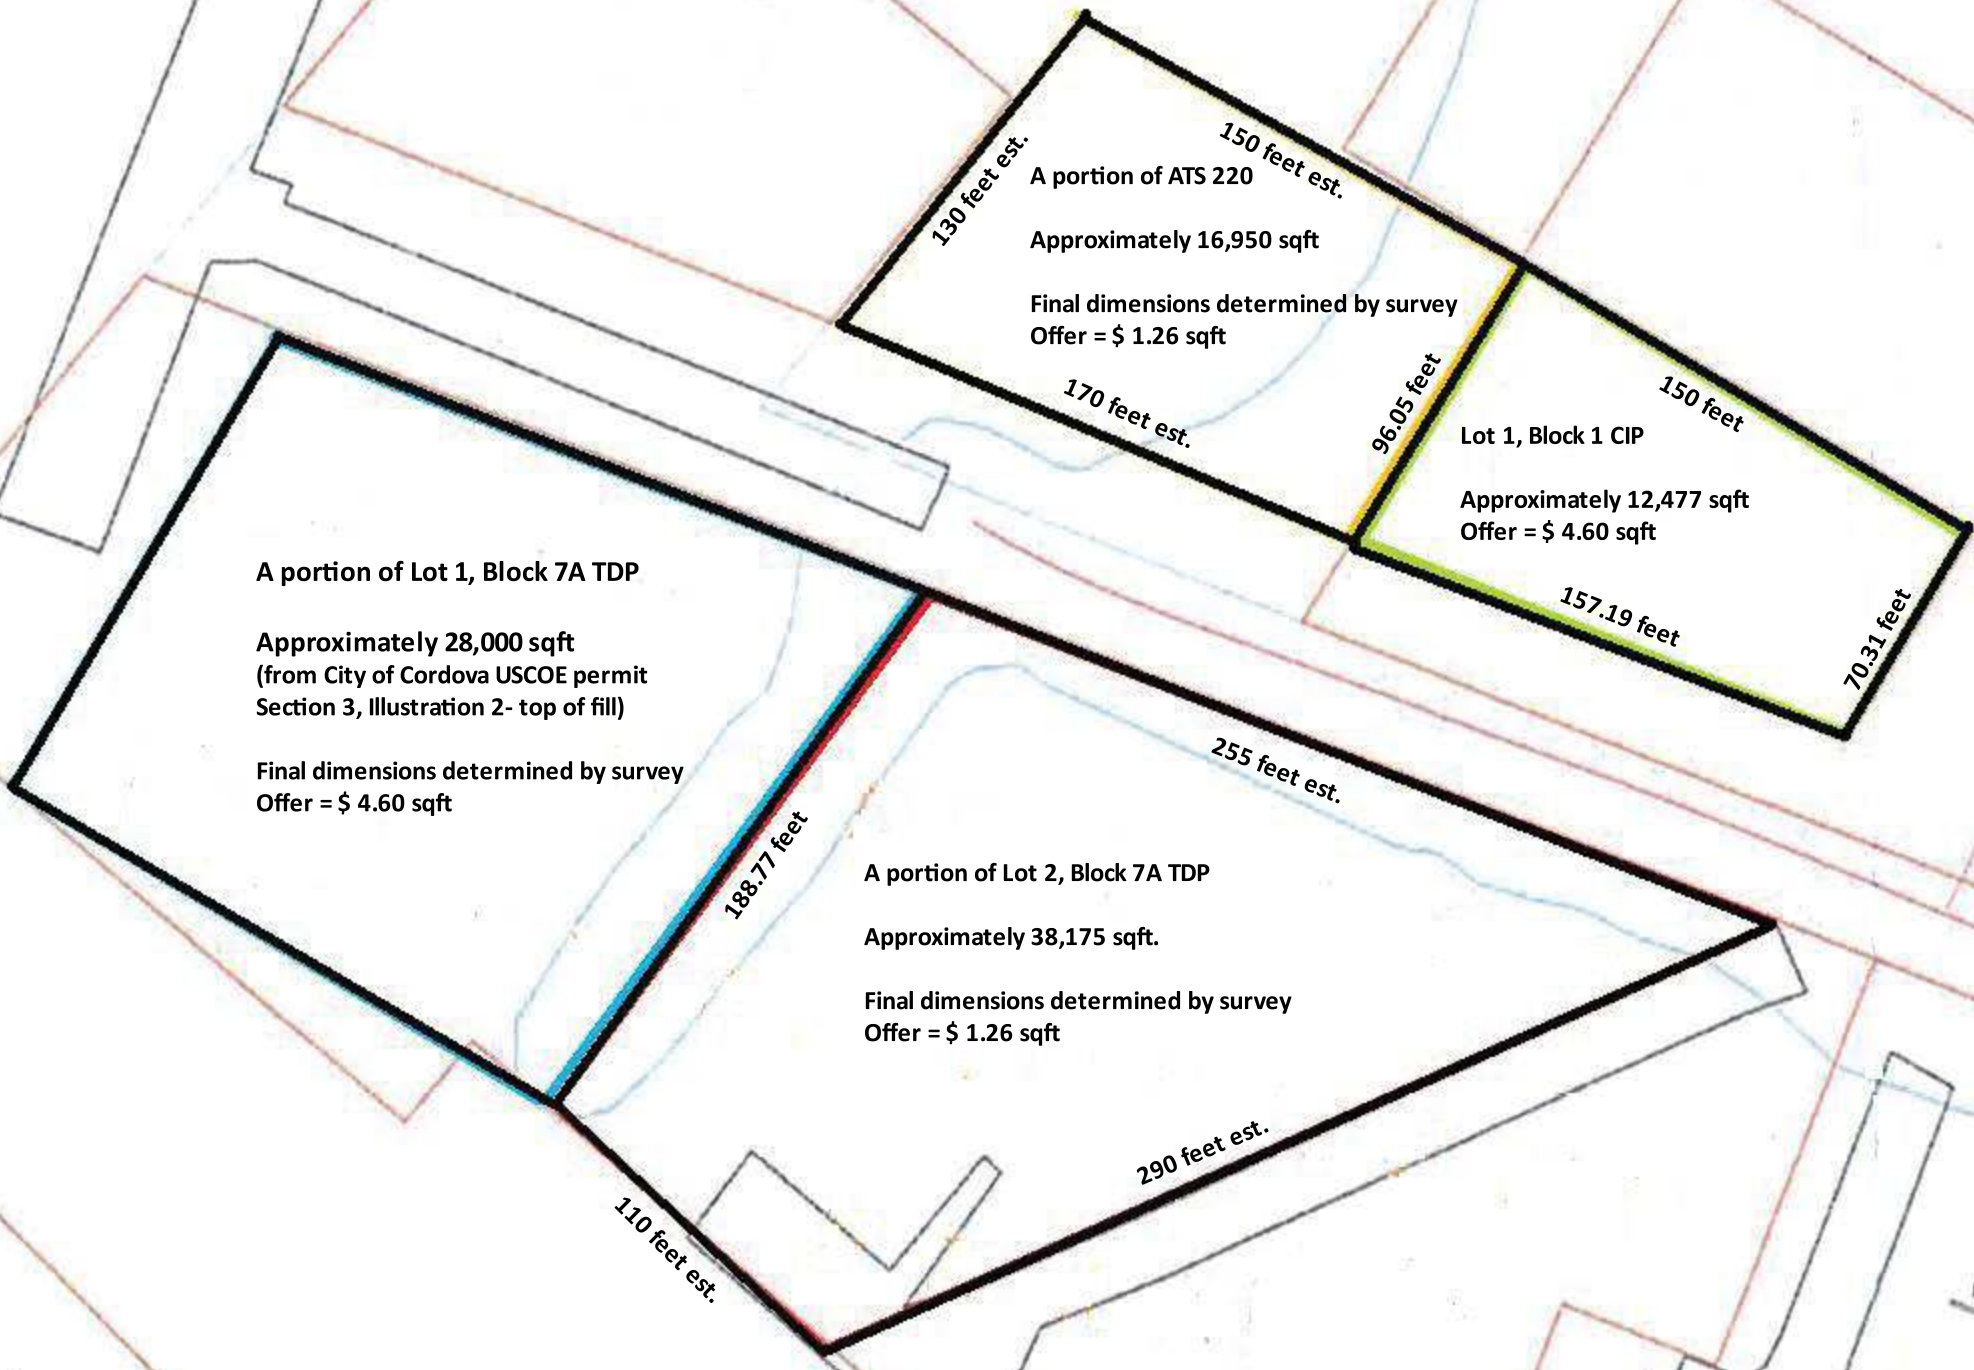 150 feet est.
130 feet est.
A portion of ATS 220
Approximately 16,950 sqft
Final dimensions determined by survey
Offer = $ 1.26 sqft
170 feet est.
96.05 feet
150 feet
Lot 1, Block 1 CIP
Approximately 12,477 sqft
Offer = $ 4.60 sqft
157.19 feet
70.31 feet
A portion of Lot 1, Block 7A TDP
Approximately 28,000 sqft
(from City of Cordova USCOE permit
Section 3, Illustration 2- top of fill)
Final dimensions determined by survey
Offer = $ 4.60 sqft
188.77 feet
255 feet est.
A portion of Lot 2, Block 7A TDP
Approximately 38,175 sqft.
Final dimensions determined by survey
Offer = $ 1.26 sqft
290 feet est.
110 feet est.